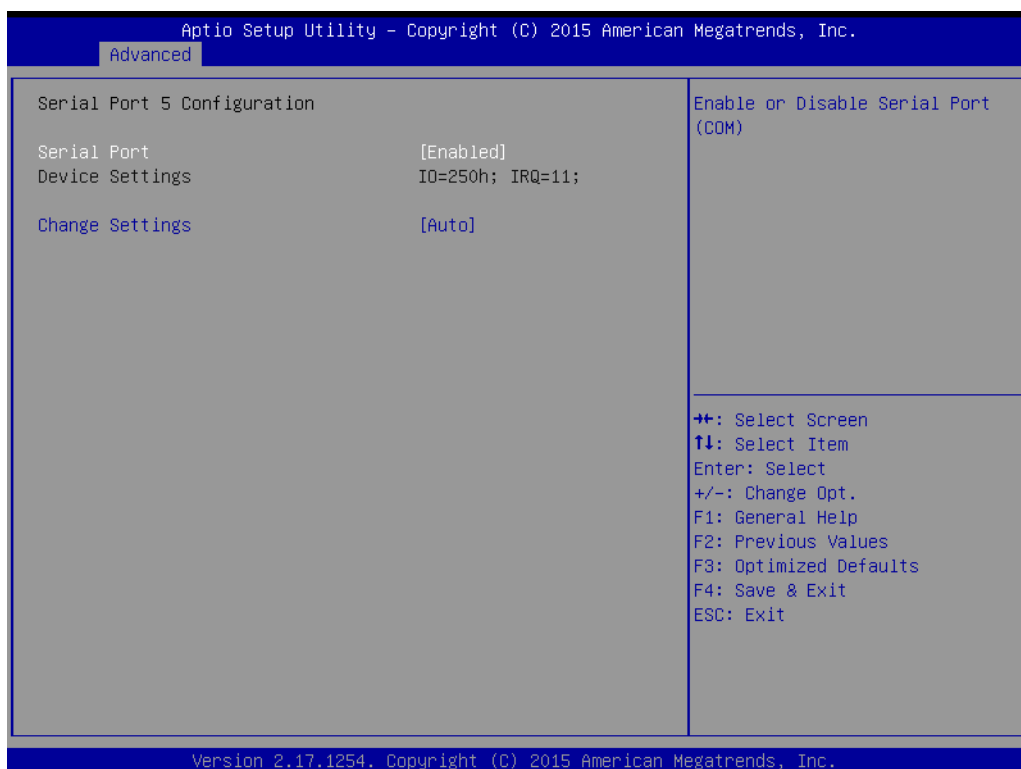 Aptio Setup Utility – Copyright (C) 2015 American Megatrends, Inc.
Advanced
Serial Port 5 Configuration
Serial Port [Enabled]
Device Settings IO=250h; IRQ=11;
Change Settings [Auto]
Enable or Disable Serial Port
(COM)
→←: Select Screen
↑↓: Select Item
Enter: Select
+/-: Change Opt.
F1: General Help
F2: Previous Values
F3: Optimized Defaults
F4: Save & Exit
ESC: Exit
Version 2.17.1254. Copyright (C) 2015 American Megatrends, Inc.